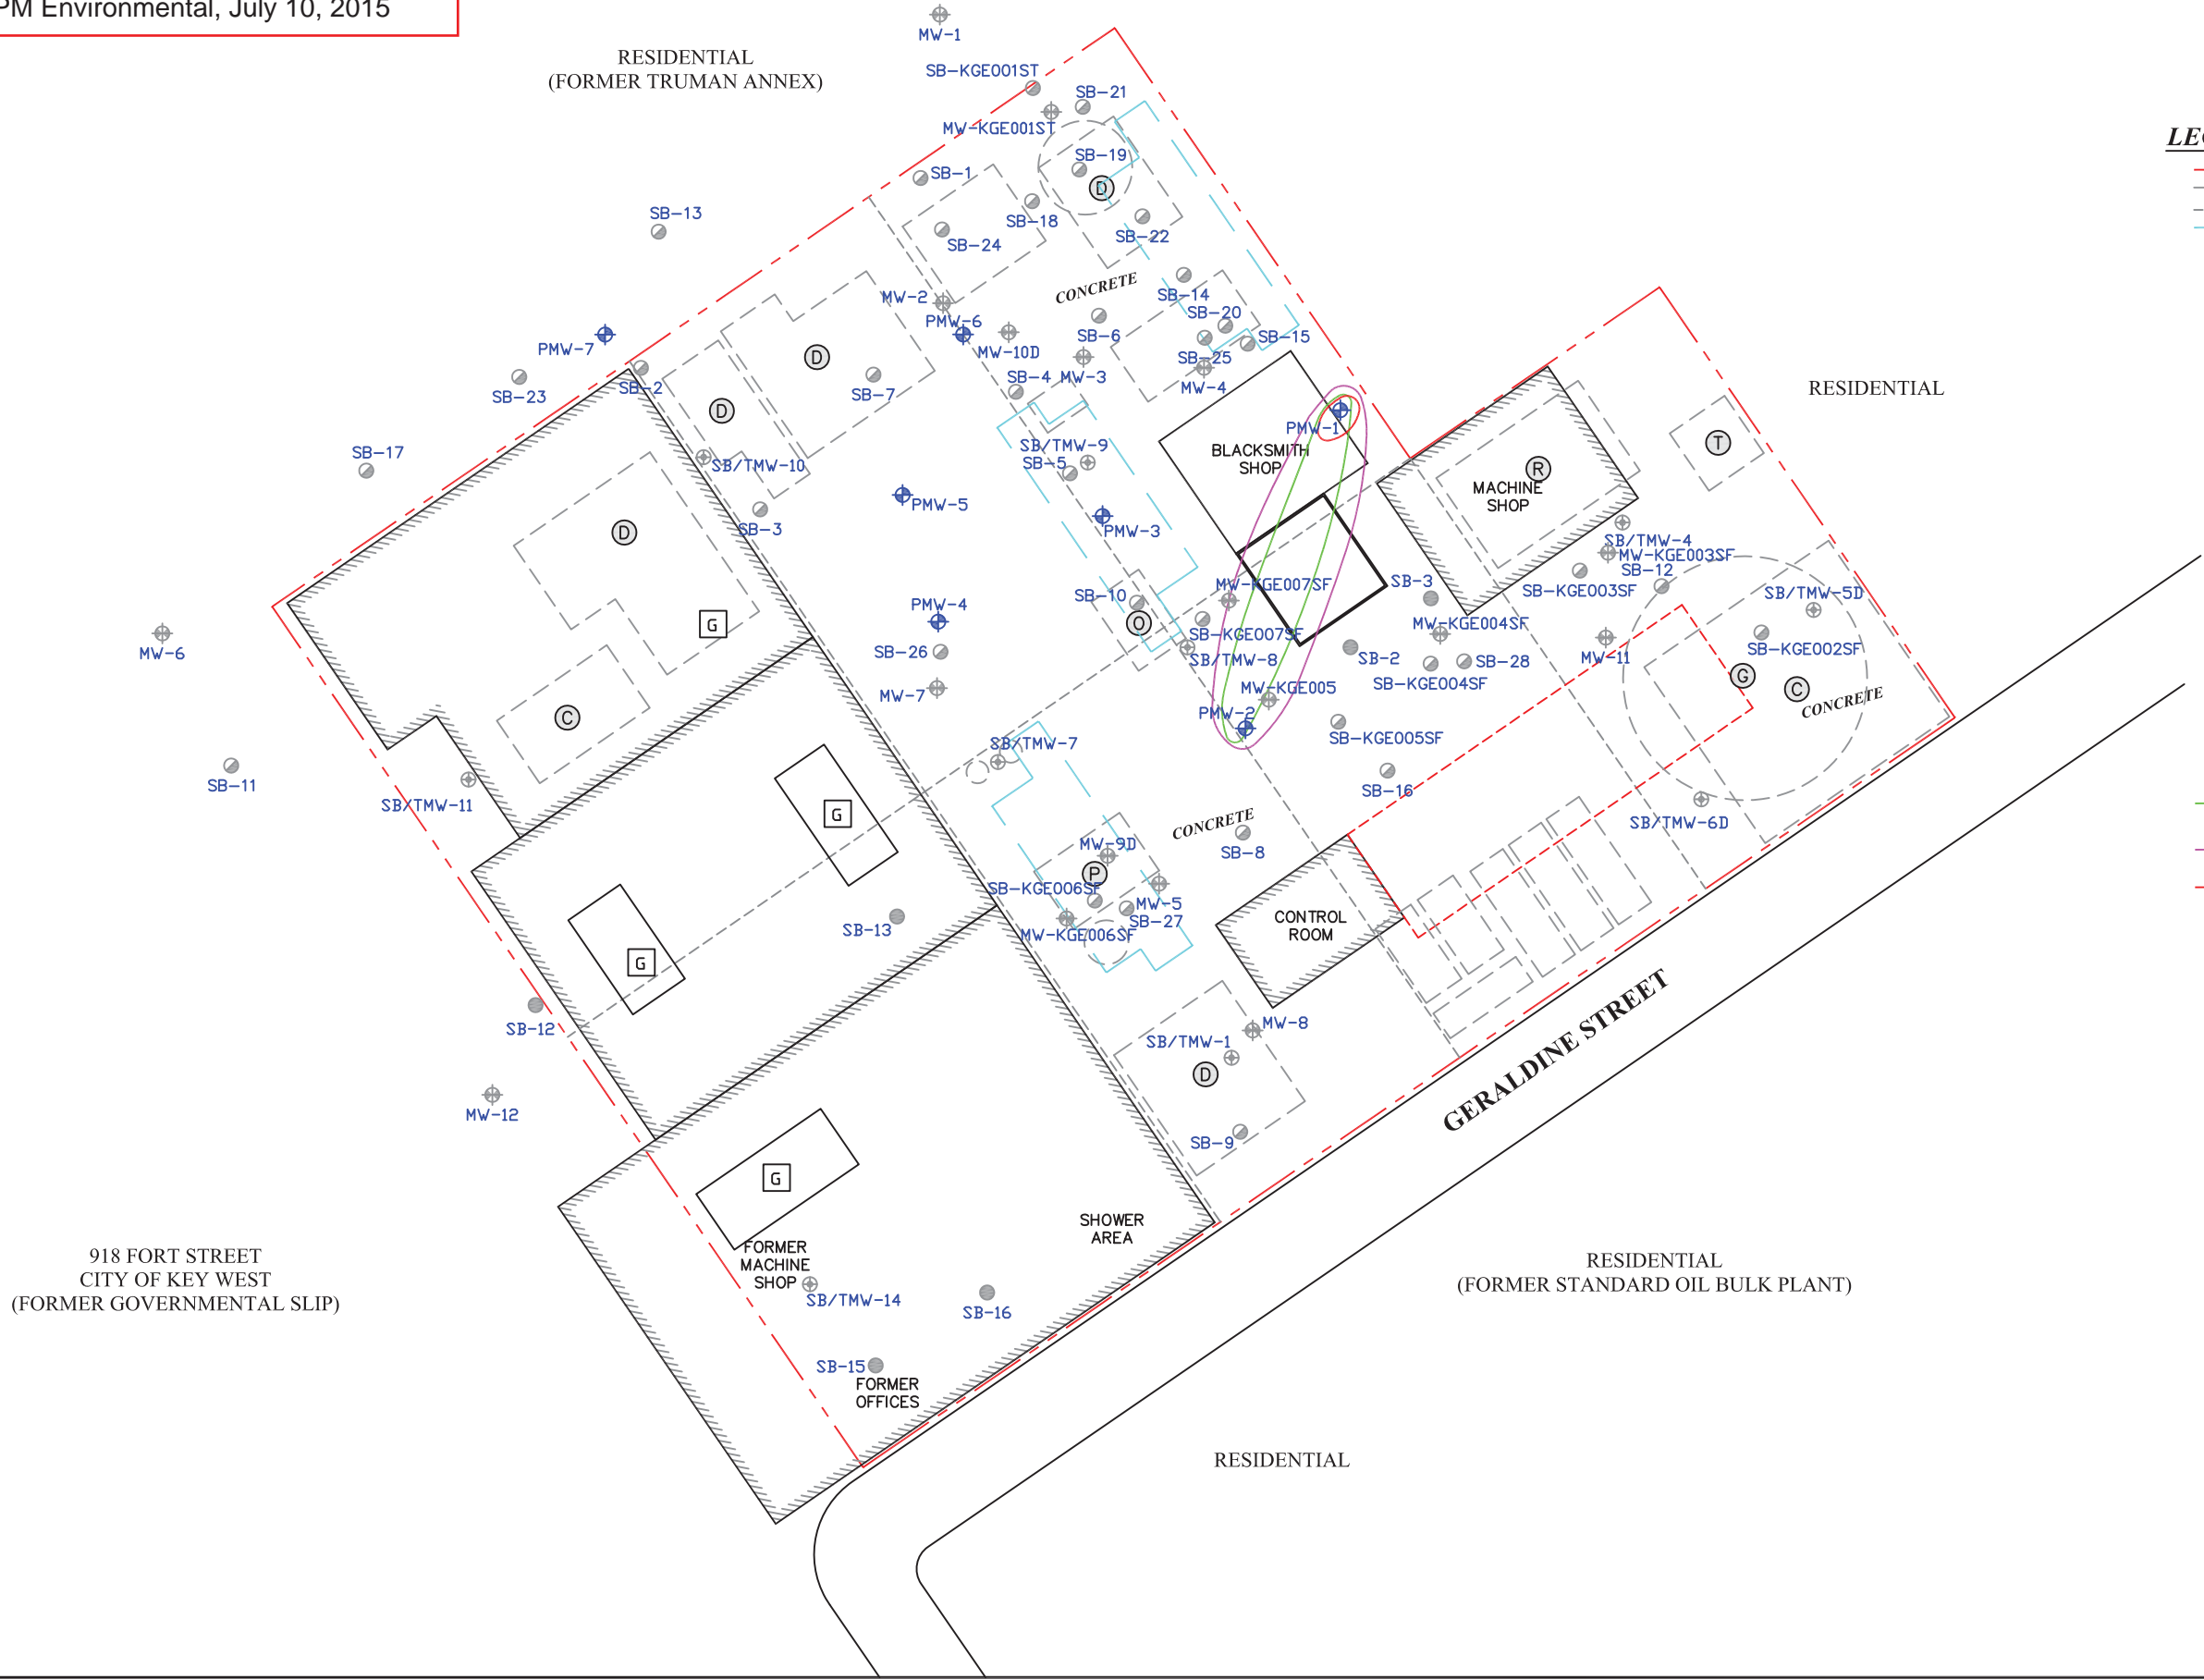 PM Environmental, July 10, 2015
MW-1
RESIDENTIAL
(FORMER TRUMAN ANNEX)
SB-KGE001ST
SB-21
MW-KGE001ST
SB-19
D
SB-1
SB-18
SB-13
SB-24
SB-22
CONCRETE
SB-14
MW-2
PMW-6
SB-20
SB-6
SB-15
PMW-7
MW-10D
SB-25
D
SB-4
MW-3
MW-4
SB-2
SB-7
SB-23
D
RESIDENTIAL
PMW-1
SB-17
SB/TMW-9
BLACKSMITH
SHOP
T
SB-5
SB/TMW-10
R
MACHINE
SHOP
PMW-5
D
SB-3
PMW-3
SB/TMW-4
MW-KGE003SF
SB-12
MW-KGE007SF
SB-3
SB-KGE003SF
SB/TMW-5D
SB-10
PMW-4
G
O
MW-KGE004SF
SB-KGE007SF
SB-KGE002SF
MW-6
SB-26
SB/TMW-8
SB-2
SB-28
MW-11
G
SB-KGE004SF
MW-7
MW-KGE005
C
CONCRETE
PMW-2
C
SB-KGE005SF
SB/TMW-7
SB-11
SB-16
SB/TMW-11
G
CONCRETE
SB/TMW-6D
MW-9D
SB-8
P
SB-KGE006SF
MW-5
SB-27
SB-13
MW-KGE006SF
CONTROL
ROOM
G
SB-12
MW-8
SB/TMW-1
D
GERALDINE STREET
MW-12
SB-9
G
SHOWER
AREA
FORMER
MACHINE
SHOP
918 FORT STREET
CITY OF KEY WEST
(FORMER GOVERNMENTAL SLIP)
RESIDENTIAL
(FORMER STANDARD OIL BULK PLANT)
SB/TMW-14
SB-16
SB-15
FORMER
OFFICES
RESIDENTIAL